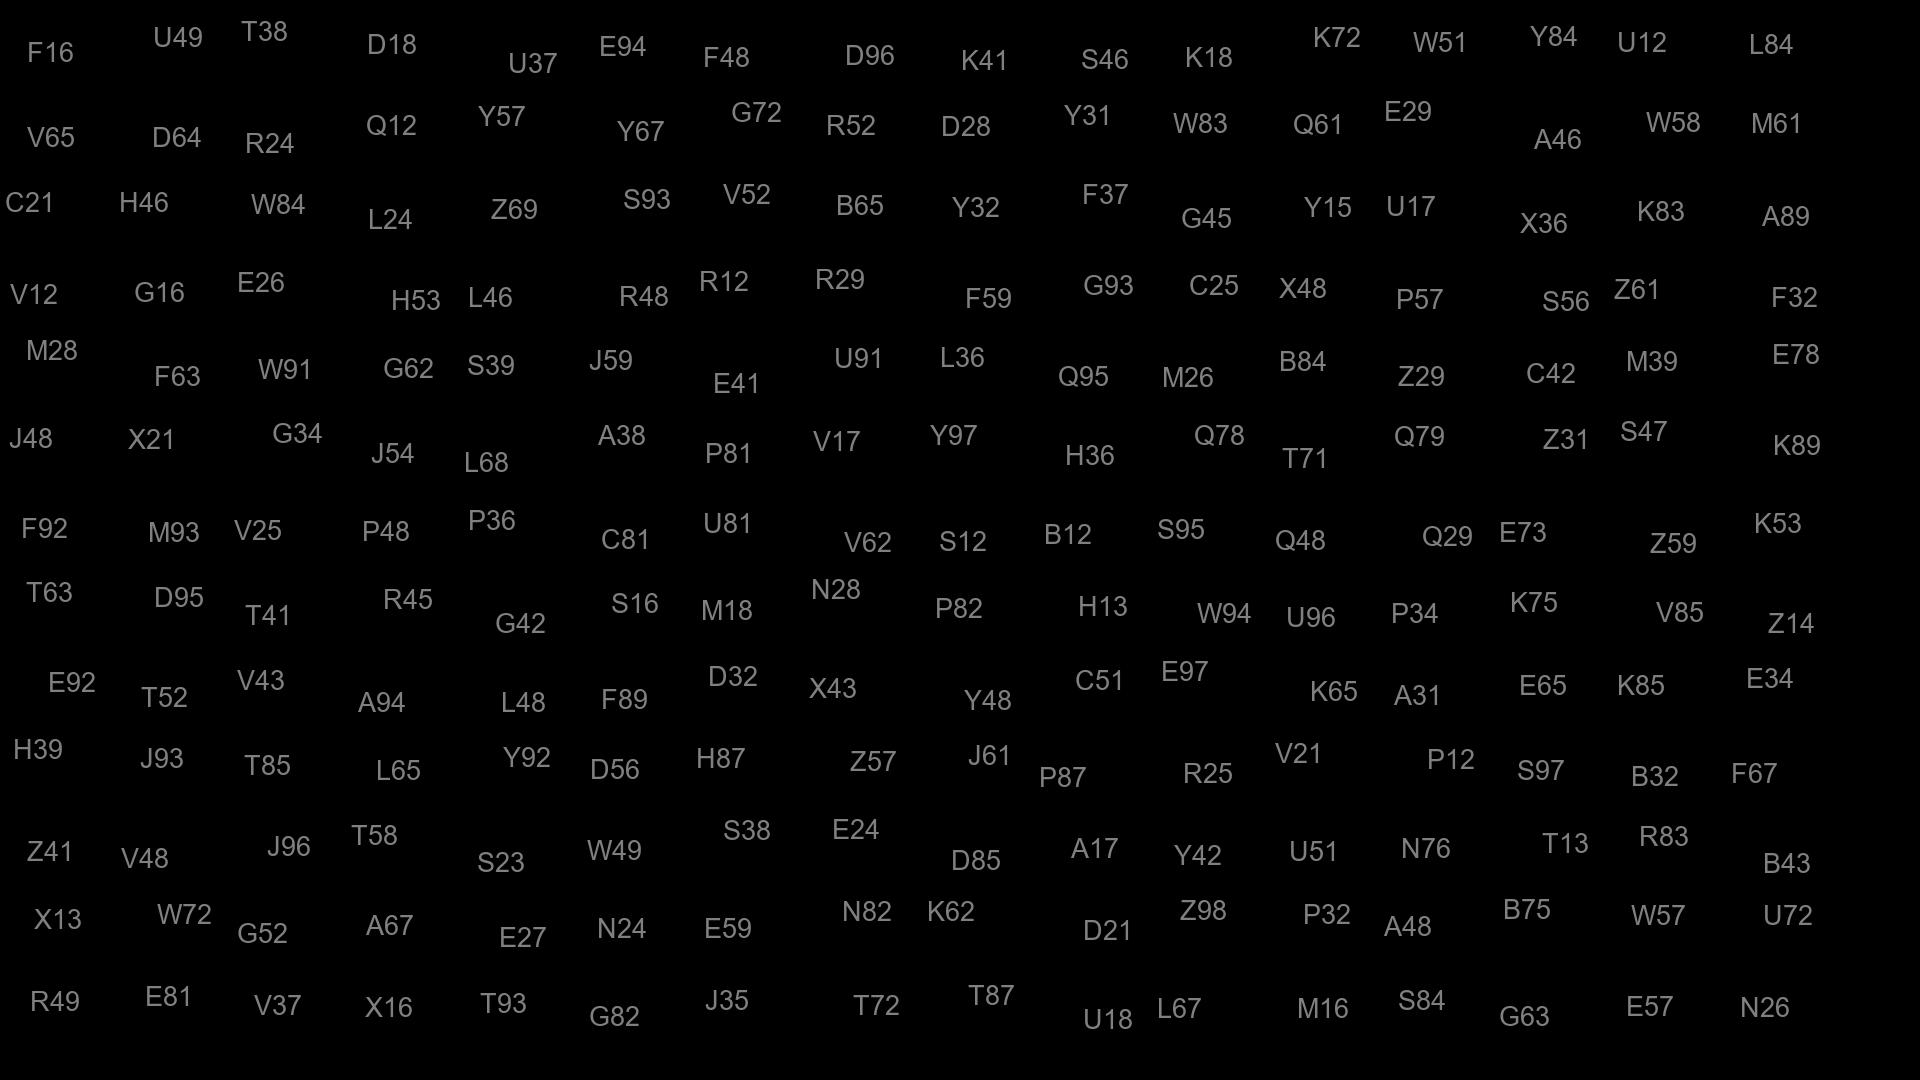 F16 U49 T38 D18 U37 E94 F48 D96 K41 S46 K18 K72 W51 Y84 U12 L84
V65 D64 R24 Q12 Y57 Y67 G72 R52 D28 Y31 W83 Q61 E29 A46 W58 M61
C21 H46 W84 L24 Z69 S93 V52 B65 Y32 F37 G45 Y15 U17 X36 K83 A89
V12 G16 E26 H53 L46 R48 R12 R29 F59 G93 C25 X48 P57 S56 Z61 F32
M28 F63 W91 G62 S39 J59 E41 U91 L36 Q95 M26 B84 Z29 C42 M39 E78
J48 X21 G34 J54 L68 A38 P81 V17 Y97 H36 Q78 T71 Q79 Z31 S47 K89
F92 M93 V25 P48 P36 C81 U81 V62 S12 B12 S95 Q48 Q29 E73 Z59 K53
T63 D95 T41 R45 G42 S16 M18 N28 P82 H13 W94 U96 P34 K75 V85 Z14
E92 T52 V43 A94 L48 F89 D32 X43 Y48 C51 E97 K65 A31 E65 K85 E34
H39 J93 T85 L65 Y92 D56 H87 Z57 J61 P87 R25 V21 P12 S97 B32 F67
Z41 V48 J96 T58 S23 W49 S38 E24 D85 A17 Y42 U51 N76 T13 R83 B43
X13 W72 G52 A67 E27 N24 E59 N82 K62 D21 Z98 P32 A48 B75 W57 U72
R49 E81 V37 X16 T93 G82 J35 T72 T87 U18 L67 M16 S84 G63 E57 N26